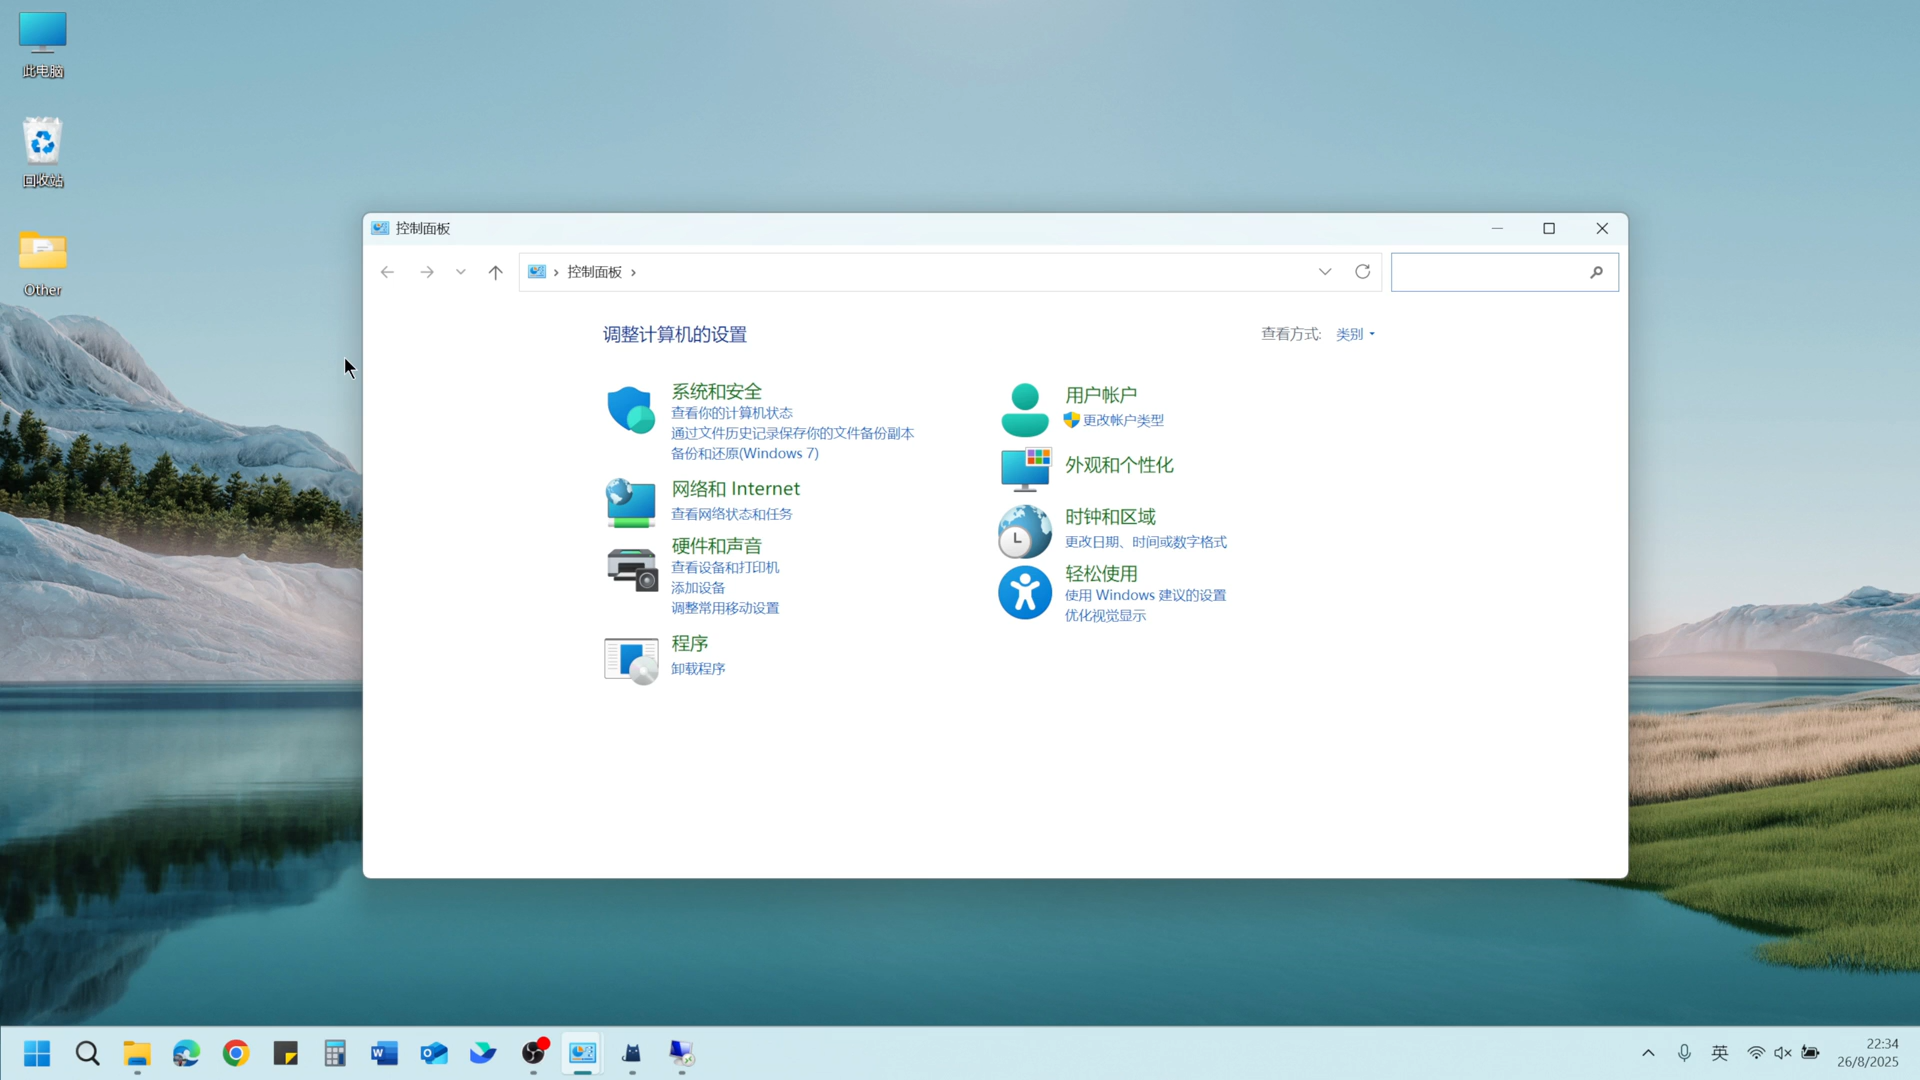 此电脑
回收站
Other
控制面板
控制面板
调整计算机的设置
查看方式: 类别
系统和安全
查看你的计算机状态
通过文件历史记录保存你的文件备份副本
备份和还原(Windows 7)
网络和 Internet
查看网络状态和任务
硬件和声音
查看设备和打印机
添加设备
调整常用移动设置
程序
卸载程序
用户帐户
更改帐户类型
外观和个性化
时钟和区域
更改日期、时间或数字格式
轻松使用
使用 Windows 建议的设置
优化视觉显示
英
22:34
26/8/2025